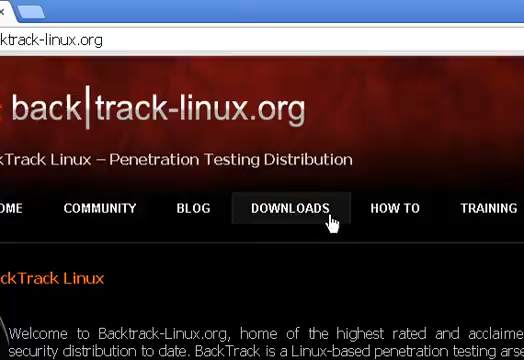 ktrack-linux.org
back|track-linux.org
kTrack Linux – Penetration Testing Distribution
OME COMMUNITY BLOG DOWNLOADS HOW TO TRAINING
ckTrack Linux
Welcome to Backtrack-Linux.org, home of the highest rated and acclaime
security distribution to date. BackTrack is a Linux-based penetration testing arse